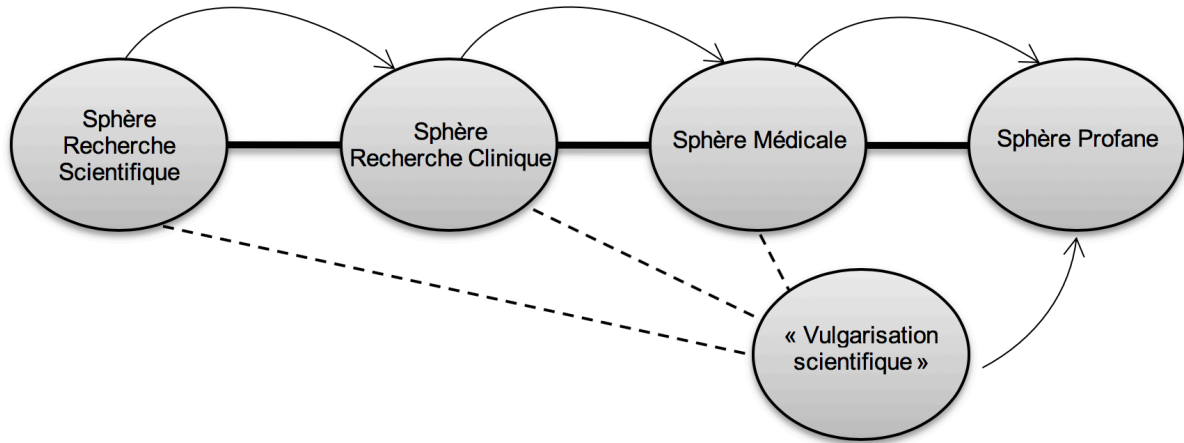 Sphère
Recherche
Scientifique
Sphère
Recherche Clinique
Sphère Médicale
Sphère Profane
« Vulgarisation
scientifique »